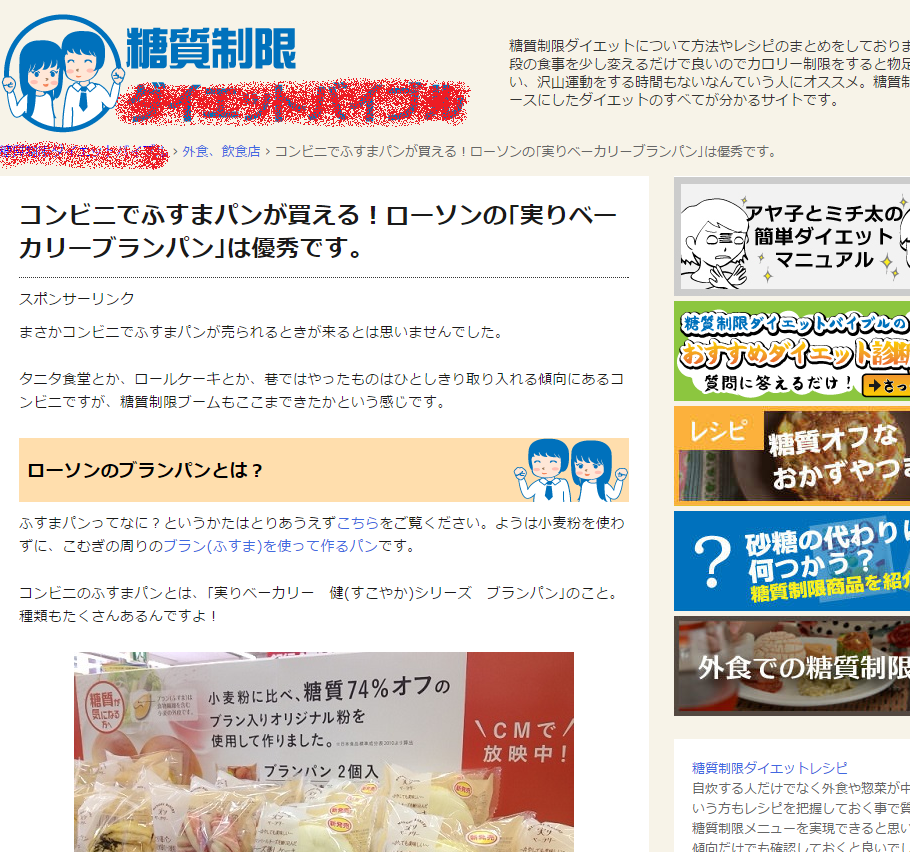 糖質制限
ダイエットバイブル
糖質制限ダイエットについて方法やレシピのまとめをしておりま
段の食事を少し変えるだけで良いのでカロリー制限をすると物足
い、沢山運動をする時間もないなんていう人にオススメ。糖質制
ースにしたダイエットのすべてが分かるサイトです。
› 外食、飲食店 › コンビニでふすまパンが買える！ローソンの「実りベーカリーブランパン」は優秀です。
コンビニでふすまパンが買える！ローソンの「実りベー
カリーブランパン」は優秀です。
スポンサーリンク
まさかコンビニでふすまパンが売られるときが来るとは思いませんでした。
タニタ食堂とか、ロールケーキとか、巷ではやったものはひとしきり取り入れる傾向にあるコ
ンビニですが、糖質制限ブームもここまできたかという感じです。
ローソンのブランパンとは？
ふすまパンってなに？というかたはとりあえずこちらをご覧ください。ようは小麦粉を使わ
ずに、こむぎの周りのブラン(ふすま)を使って作るパンです。
コンビニのふすまパンとは、「実りベーカリー　健(すこやか)シリーズ　ブランパン」のこと。
種類もたくさんあるんですよ！
糖質が
気になる
方へ
小麦粉に比べ、糖質74%オフの
ブラン入りオリジナル粉を
使用して作りました。
ブランパン 2個入
\CMで/
放映中!
新発売
新発売
新発売
アヤ子とミチ太の
簡単ダイエット
マニュアル
糖質制限ダイエットバイブルの
おすすめダイエット診断
質問に答えるだけ！
➔さっ
レシピ
糖質オフな
おかずやつま
?
砂糖の代わりに
何つかう？
糖質制限商品を紹介
外食での糖質制限
糖質制限ダイエットレシピ
自炊する人だけでなく外食や惣菜が中
いう方もレシピを把握しておく事で質
糖質制限メニューを実現できると思い
傾向だけでも確認しておくと良いでし